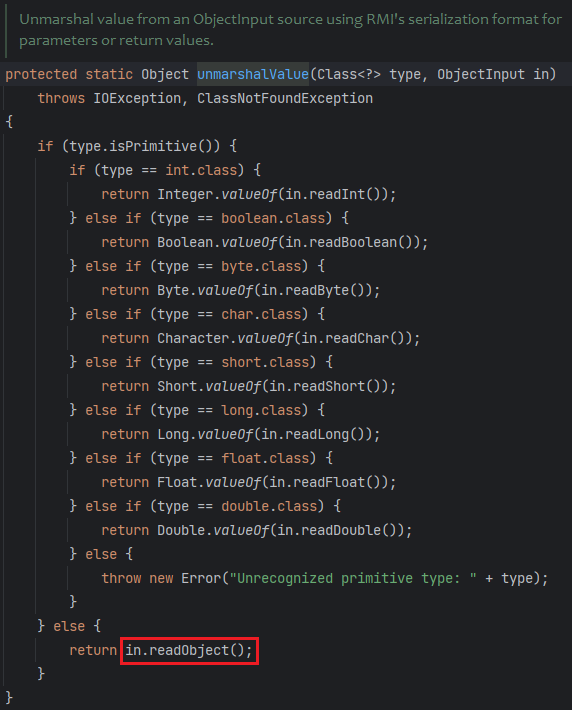 Unmarshal value from an ObjectInput source using RMI's serialization format for
parameters or return values.
protected static Object unmarshalValue(Class<?> type, ObjectInput in)
    throws IOException, ClassNotFoundException
{
    if (type.isPrimitive()) {
        if (type == int.class) {
            return Integer.valueOf(in.readInt());
        } else if (type == boolean.class) {
            return Boolean.valueOf(in.readBoolean());
        } else if (type == byte.class) {
            return Byte.valueOf(in.readByte());
        } else if (type == char.class) {
            return Character.valueOf(in.readChar());
        } else if (type == short.class) {
            return Short.valueOf(in.readShort());
        } else if (type == long.class) {
            return Long.valueOf(in.readLong());
        } else if (type == float.class) {
            return Float.valueOf(in.readFloat());
        } else if (type == double.class) {
            return Double.valueOf(in.readDouble());
        } else {
            throw new Error("Unrecognized primitive type: " + type);
        }
    } else {
        return in.readObject();
    }
}